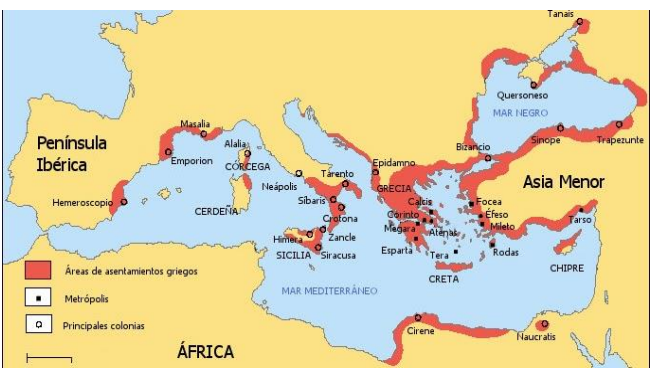 Tanais
Quersoneso
MAR NEGRO
Masalia
Península
Ibérica
Alalia
CÓRCEGA
Emporion
Bizancio
Sinope
Trapezunte
Epidamno
Neápolis
Tarento
GRECIA
Asia Menor
Hemeroscopio
Síbaris
Calcis
Focea
CERDEÑA
Corinto
Éfeso
Crotona
Megara
Atenas
Mileto
Tarso
Himera
Zancle
Esparta
Tera
Rodas
SICILIA
Siracusa
CRETA
CHIPRE
Áreas de asentamientos griegos
MAR MEDITERRÁNEO
Metrópolis
Principales colonias
Cirene
Naucratis
ÁFRICA